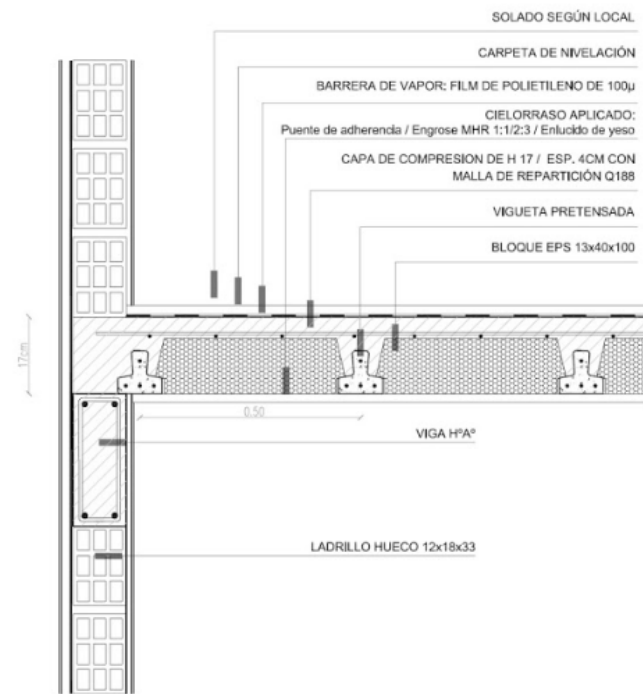 SOLADO SEGÚN LOCAL
CARPETA DE NIVELACIÓN
BARRERA DE VAPOR: FILM DE POLIETILENO DE 100µ
CIELORRASO APLICADO:
Puente de adherencia / Engrose MHR 1:1/2:3 / Enlucido de yeso
CAPA DE COMPRESION DE H 17 / ESP. 4CM CON
MALLA DE REPARTICIÓN Q188
VIGUETA PRETENSADA
BLOQUE EPS 13x40x100
17cm
0.50
VIGA HºAº
LADRILLO HUECO 12x18x33